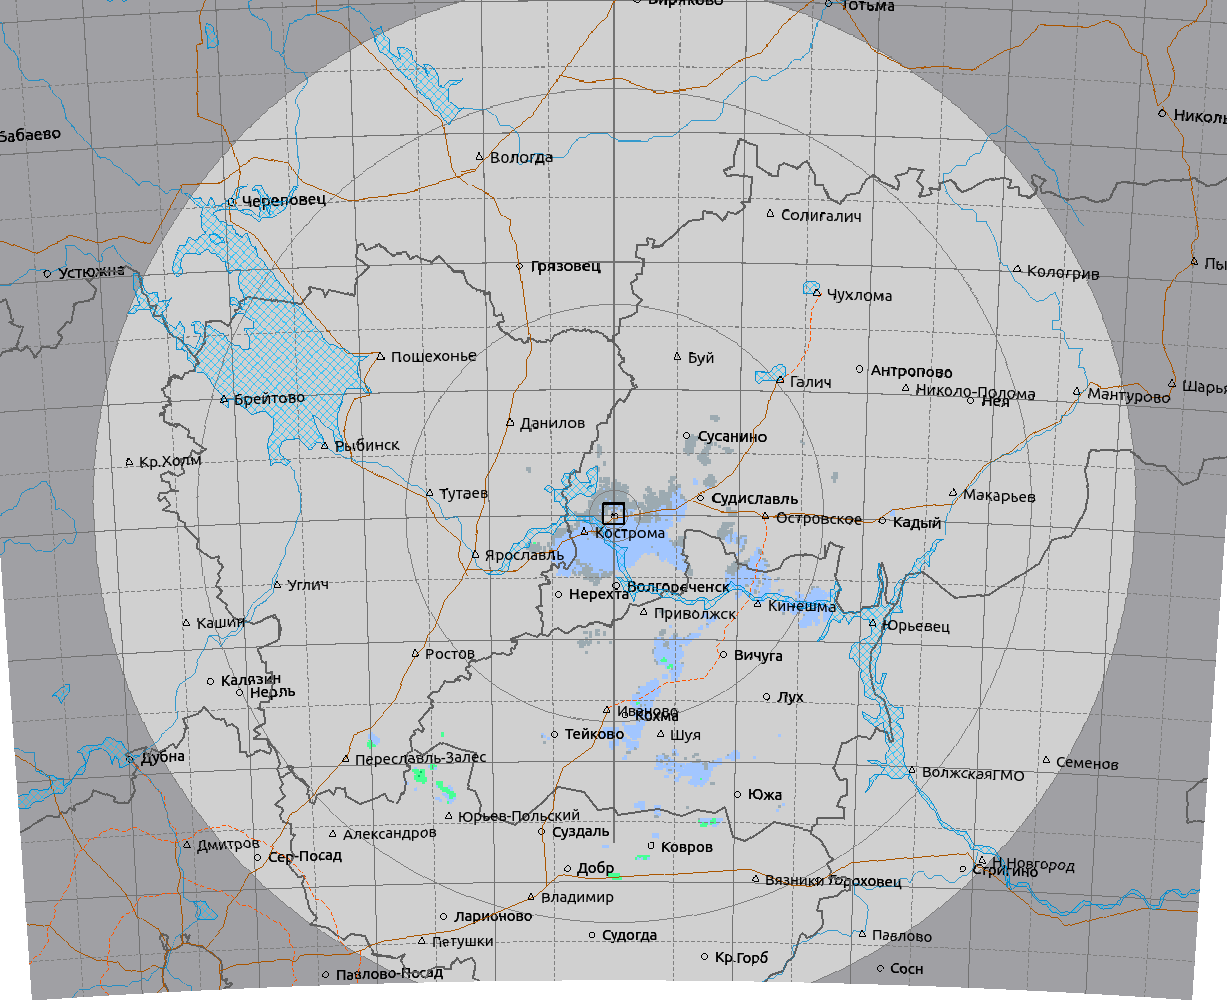 Биряково
Тотьма
Николь
Бабаево
Вологда
Череповец
Солигалич
Устюжна
Грязовец
Кологрив
Лы
Чухлома
Пошехонье
Буй
Антропово
Галич
Шарья
Николо-Полома
Мантурово
Брейтово
Нея
Данилов
Сусанино
Рыбинск
Кр.Холм
Тутаев
Судиславль
Макарьев
Островское
Кадый
Кострома
Ярославль
Углич
Волгореченск
Нерехта
Кинешма
Приволжск
Кашин
Юрьевец
Ростов
Вичуга
Калязин
Нерль
Лух
Иваново
Кохма
Тейково
Шуя
Дубна
Переславль-Залес
Семенов
ВолжскаяГМО
Южа
Юрьев-Польский
Александров
Суздаль
Дмитров
Ковров
Сер-Посад
Н.Новгород
Добр
Стригино
Вязники
Гороховец
Владимир
Ларионово
Судогда
Павлово
Петушки
Кр.Горб
Сосн
Павлово-Посад